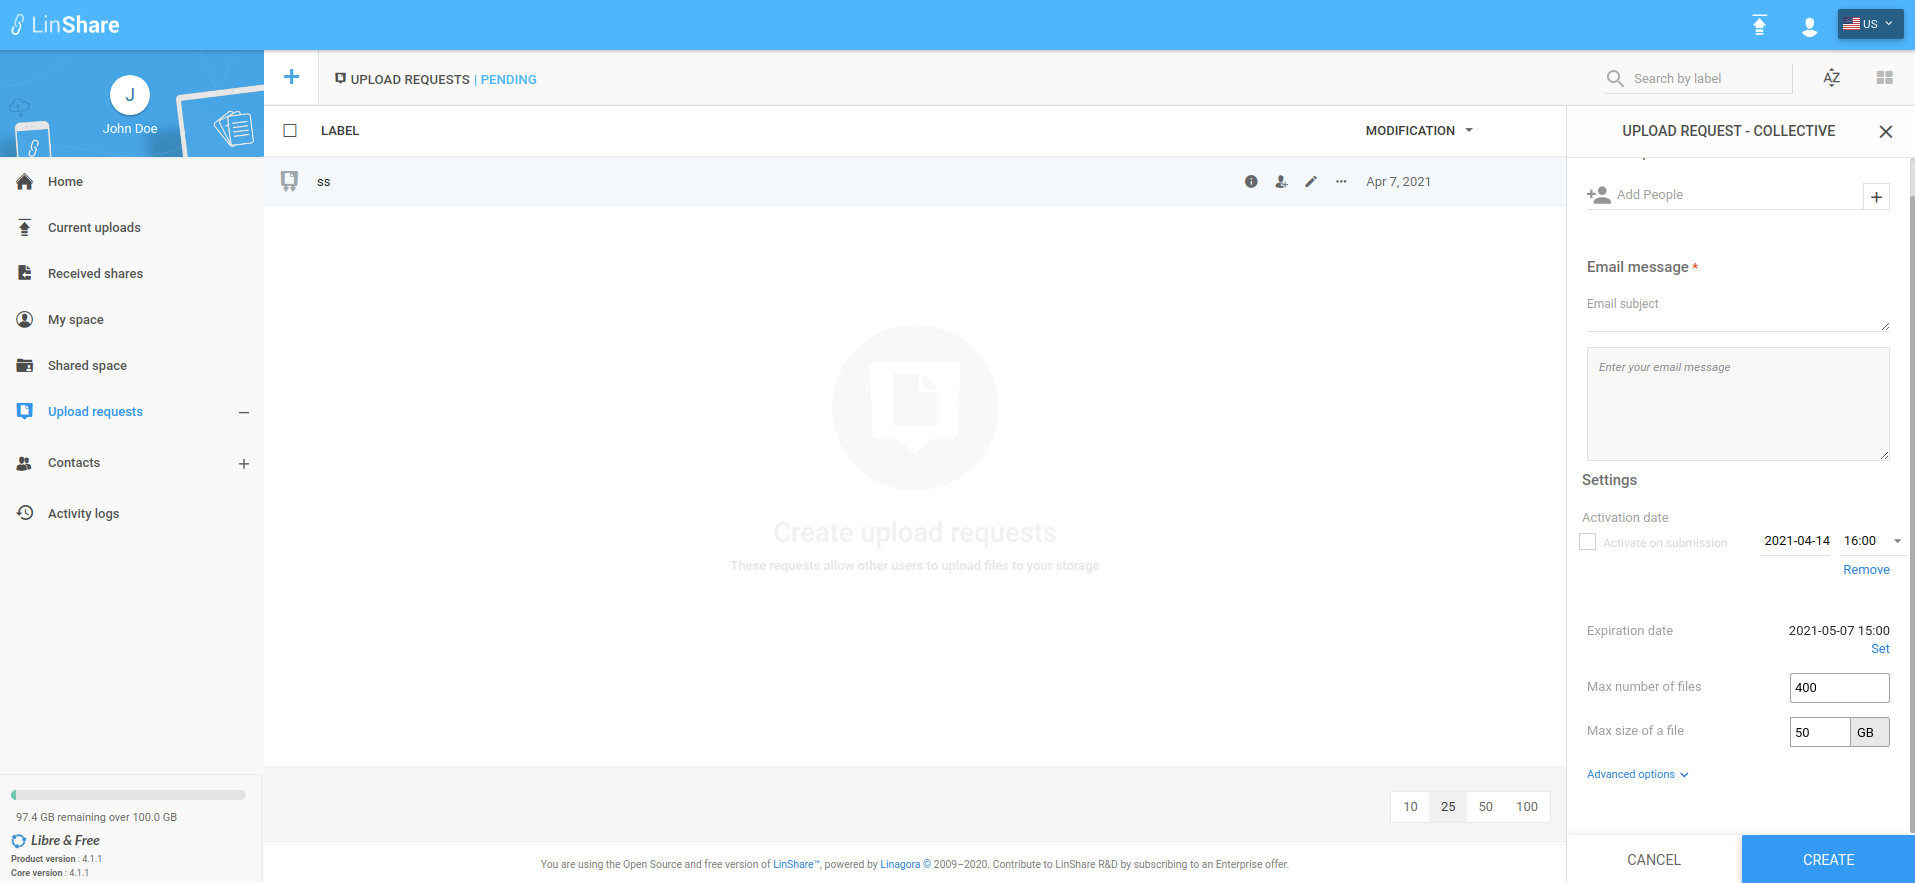 LinShare
US
J
John Doe
Home
Current uploads
Received shares
My space
Shared space
Upload requests
Contacts
Activity logs
97.4 GB remaining over 100.0 GB
Libre & Free
Product version : 4.1.1
Core version : 4.1.1
UPLOAD REQUESTS | PENDING
Search by label
AZ
LABEL
MODIFICATION
ss
Apr 7, 2021
Create upload requests
These requests allow other users to upload files to your storage
10 25 50 100
You are using the Open Source and free version of LinShare™, powered by Linagora © 2009–2020. Contribute to LinShare R&D by subscribing to an Enterprise offer.
UPLOAD REQUEST - COLLECTIVE
Add People
Email message *
Email subject
Enter your email message
Settings
Activation date
Activate on submission 2021-04-14 16:00
Remove
Expiration date 2021-05-07 15:00
Set
Max number of files 400
Max size of a file 50 GB
Advanced options
CANCEL CREATE